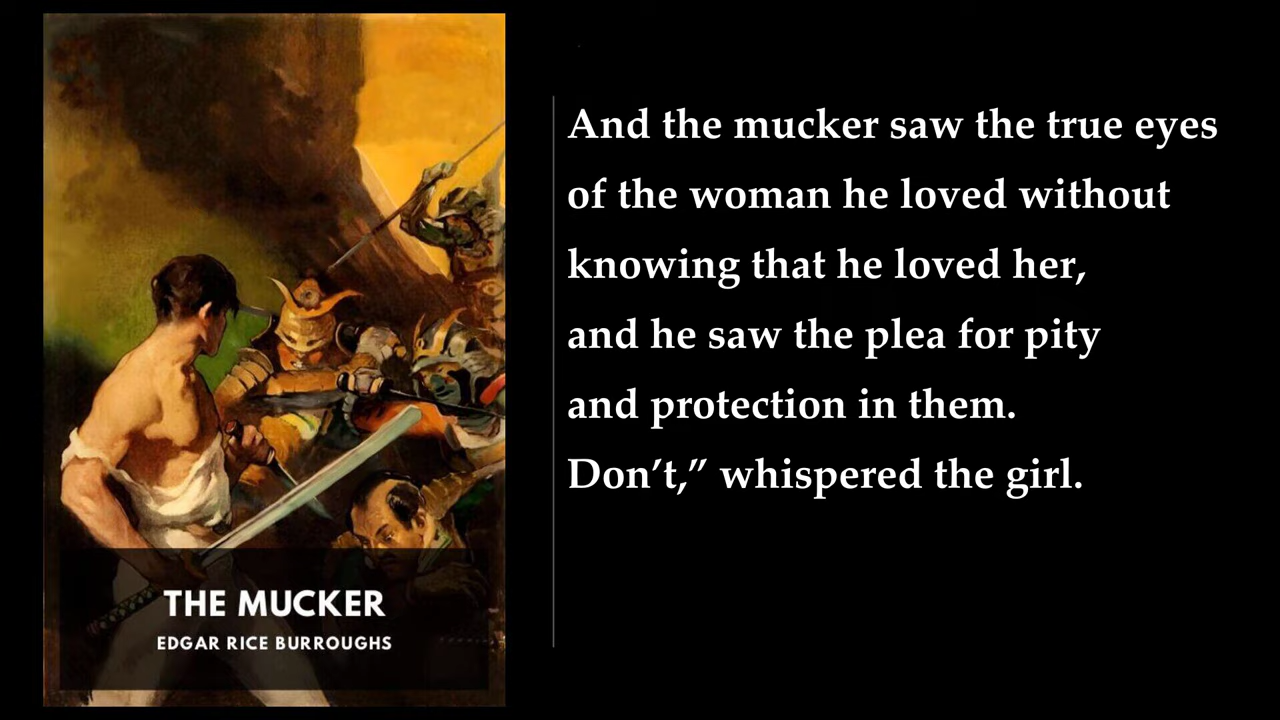 THE MUCKER
EDGAR RICE BURROUGHS
And the mucker saw the true eyes
of the woman he loved without
knowing that he loved her,
and he saw the plea for pity
and protection in them.
Don’t,” whispered the girl.